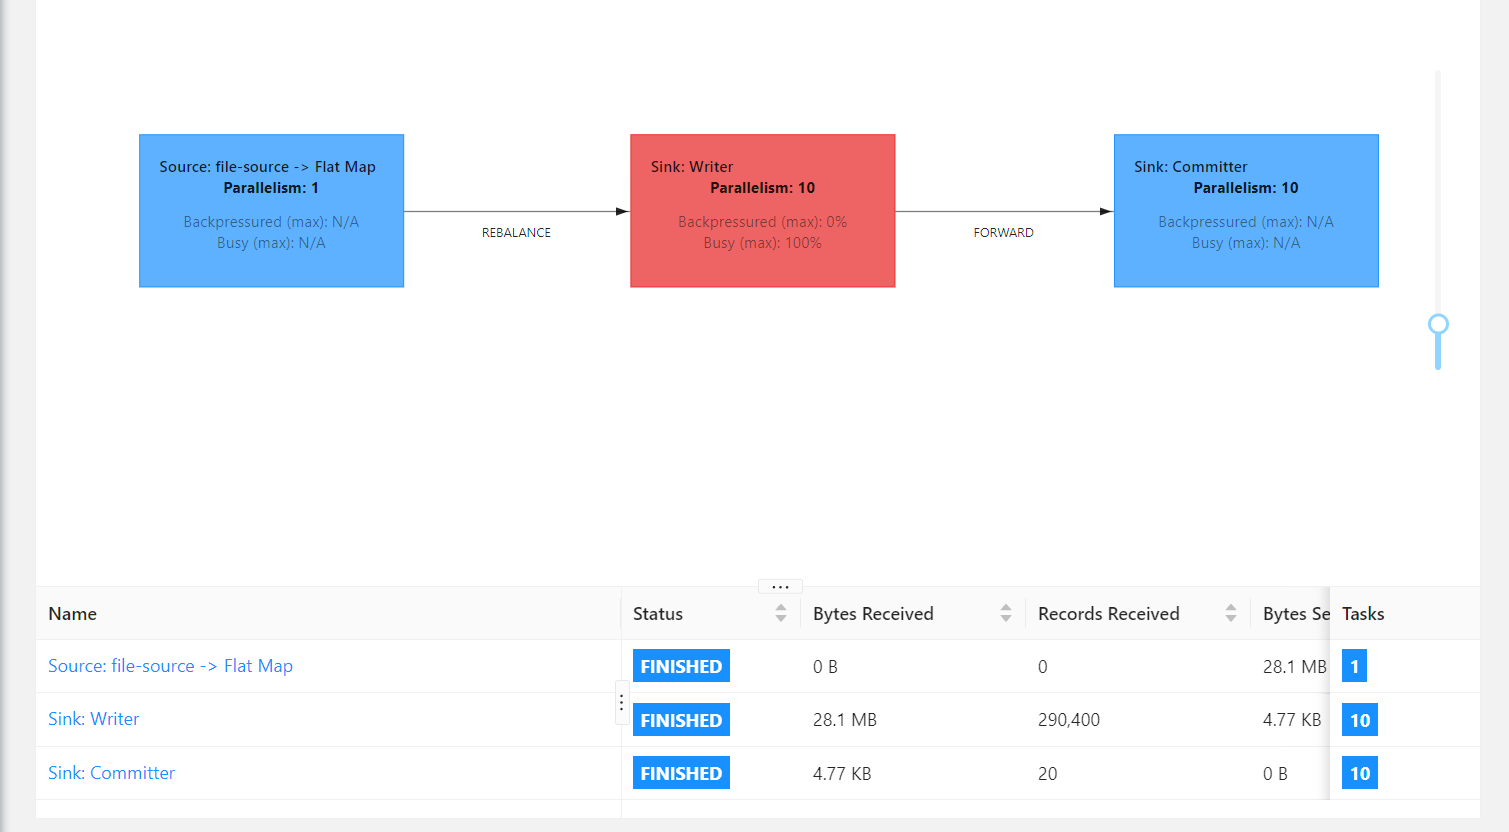 Source: file-source -> Flat Map
Parallelism: 1
Backpressured (max): N/A
Busy (max): N/A
REBALANCE
Sink: Writer
Parallelism: 10
Backpressured (max): 0%
Busy (max): 100%
FORWARD
Sink: Committer
Parallelism: 10
Backpressured (max): N/A
Busy (max): N/A
Name Status Bytes Received Records Received Bytes Se Tasks
Source: file-source -> Flat Map FINISHED 0 B 0 28.1 MB 1
Sink: Writer FINISHED 28.1 MB 290,400 4.77 KB 10
Sink: Committer FINISHED 4.77 KB 20 0 B 10